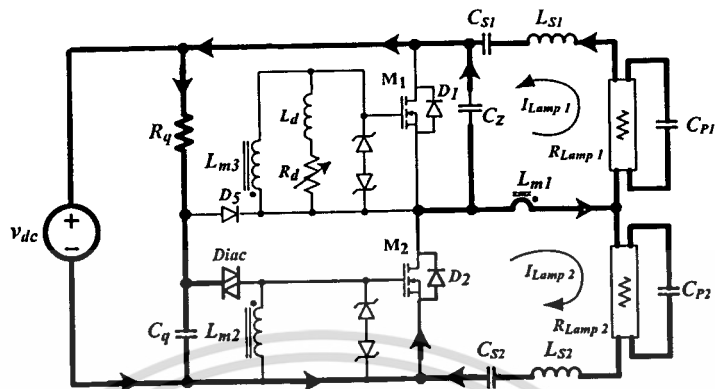 C_S1
L_S1
M_1
D1
I_Lamp 1
L_d
C_Z
C_P1
R_q
R_Lamp 1
L_m3
R_d
L_m1
D_5
v_dc
+
−
Diac
M_2
D_2
I_Lamp 2
C_P2
R_Lamp 2
C_q
L_m2
C_S2
L_S2